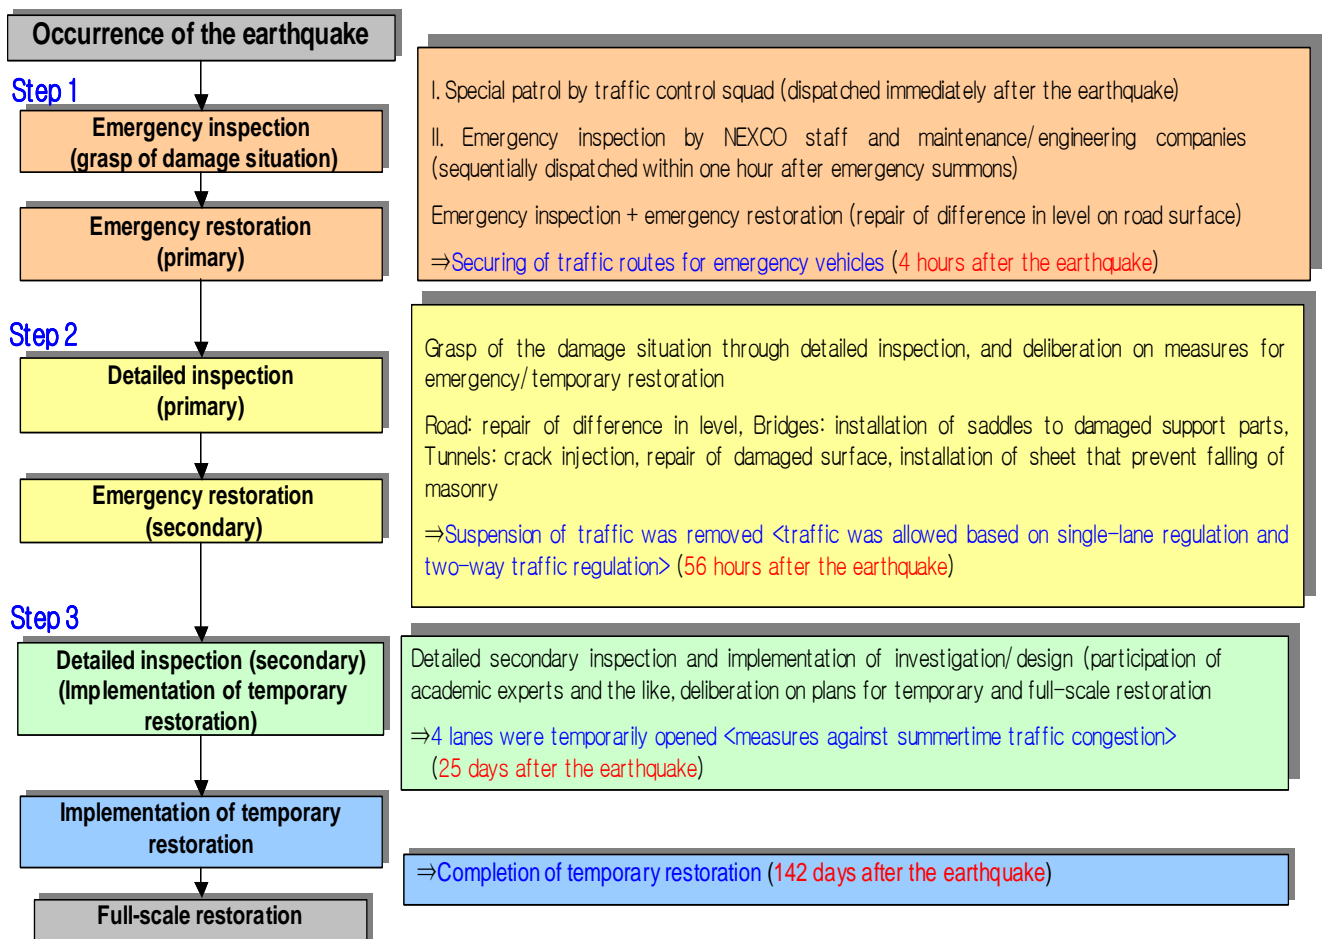 Occurrence of the earthquake
Step 1
Emergency inspection
(grasp of damage situation)
Emergency restoration
(primary)
I. Special patrol by traffic control squad (dispatched immediately after the earthquake)
II. Emergency inspection by NEXCO staff and maintenance/engineering companies
(sequentially dispatched within one hour after emergency summons)
Emergency inspection + emergency restoration (repair of difference in level on road surface)
⇒Securing of traffic routes for emergency vehicles (4 hours after the earthquake)
Step 2
Detailed inspection
(primary)
Emergency restoration
(secondary)
Grasp of the damage situation through detailed inspection, and deliberation on measures for
emergency/temporary restoration
Road: repair of difference in level, Bridges: installation of saddles to damaged support parts,
Tunnels: crack injection, repair of damaged surface, installation of sheet that prevent falling of
masonry
⇒Suspension of traffic was removed <traffic was allowed based on single-lane regulation and
two-way traffic regulation> (56 hours after the earthquake)
Step 3
Detailed inspection (secondary)
(Implementation of temporary
restoration)
Detailed secondary inspection and implementation of investigation/design (participation of
academic experts and the like, deliberation on plans for temporary and full-scale restoration
⇒4 lanes were temporarily opened <measures against summertime traffic congestion>
(25 days after the earthquake)
Implementation of temporary
restoration
⇒Completion of temporary restoration (142 days after the earthquake)
Full-scale restoration